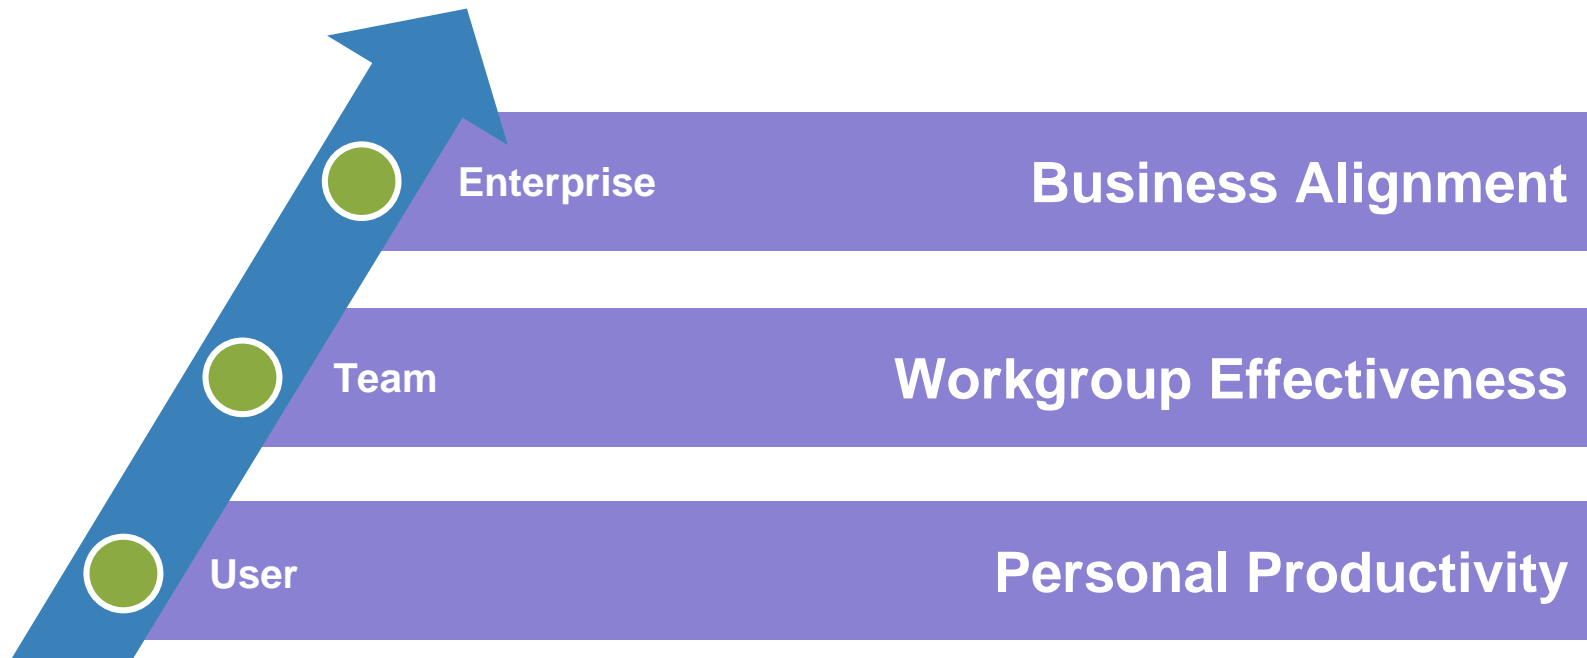 Enterprise Business Alignment
Team Workgroup Effectiveness
User Personal Productivity